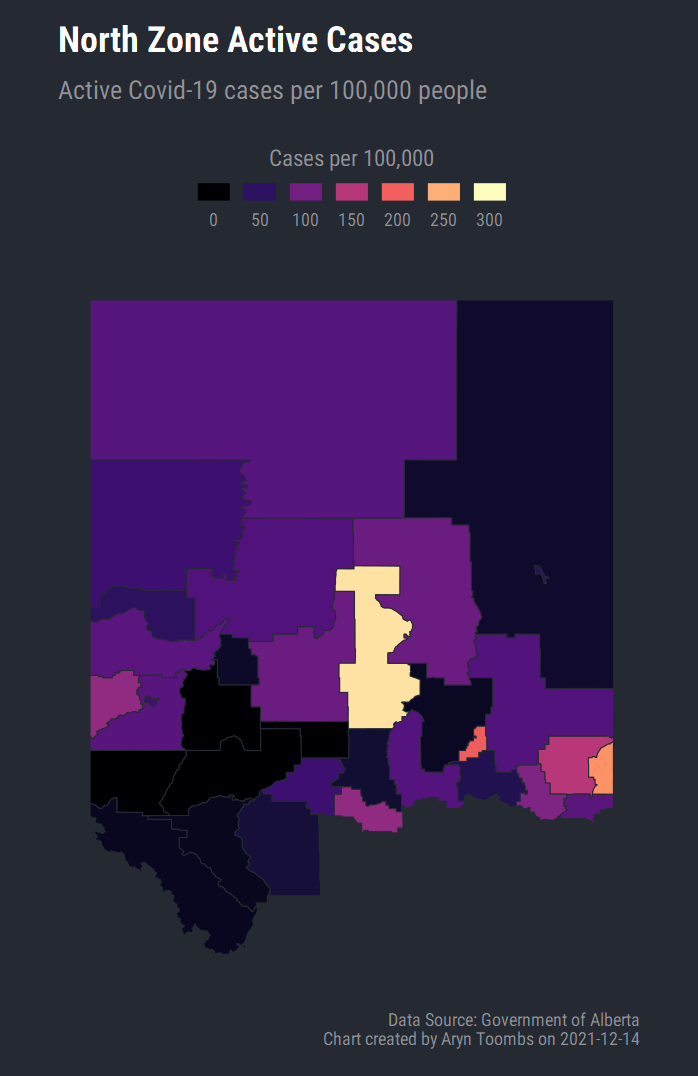 North Zone Active Cases
Active Covid-19 cases per 100,000 people
Cases per 100,000
0 50 100 150 200 250 300
Data Source: Government of Alberta
Chart created by Aryn Toombs on 2021-12-14